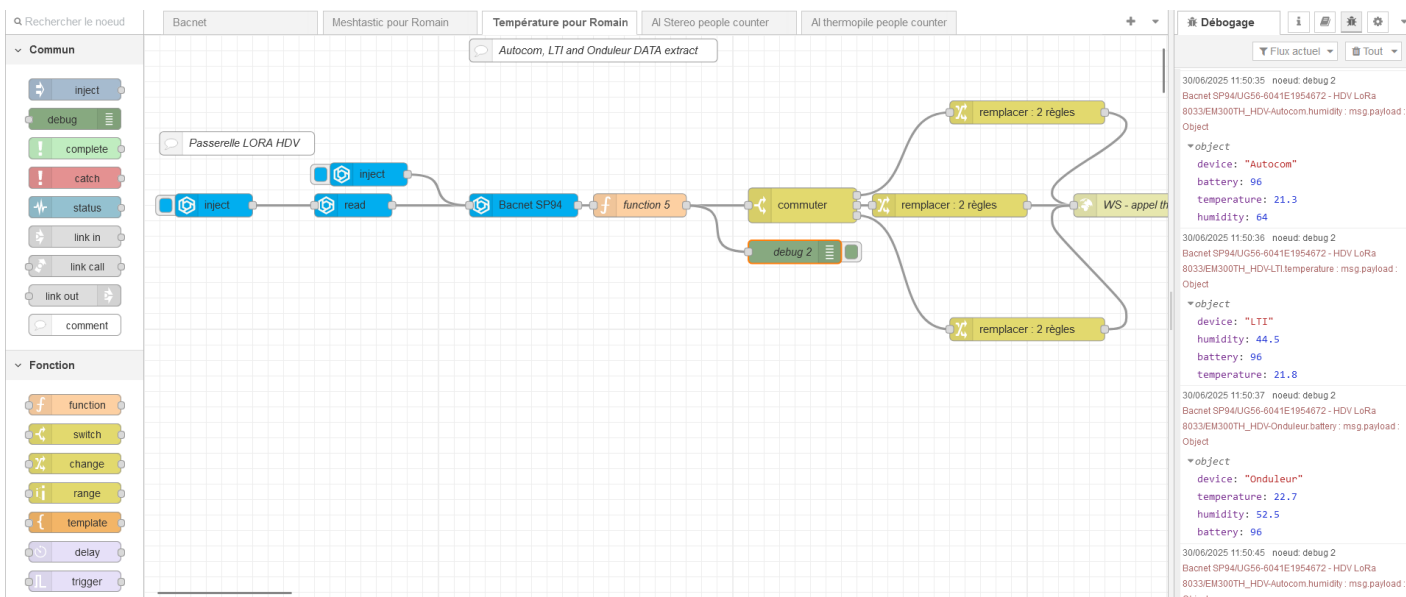 Rechercher le noeud
Commun
inject
debug
complete
catch
status
link in
link call
link out
comment
Fonction
function
switch
change
range
template
delay
trigger
Bacnet
Meshtastic pour Romain
Température pour Romain
AI Stereo people counter
AI thermopile people counter
Autocom, LTI and Onduleur DATA extract
Passerelle LORA HDV
inject
inject
read
Bacnet SP94
function 5
commuter
debug 2
remplacer : 2 règles
remplacer : 2 règles
remplacer : 2 règles
WS - appel th
Débogage
Flux actuel
Tout
30/06/2025 11:50:35 noeud: debug 2
Bacnet SP94/UG56-6041E1954672 - HDV LoRa
8033/EM300TH_HDV-Autocom.humidity : msg.payload :
Object
object
device: "Autocom"
battery: 96
temperature: 21.3
humidity: 64
30/06/2025 11:50:36 noeud: debug 2
Bacnet SP94/UG56-6041E1954672 - HDV LoRa
8033/EM300TH_HDV-LTI.temperature : msg.payload :
Object
object
device: "LTI"
humidity: 44.5
battery: 96
temperature: 21.8
30/06/2025 11:50:37 noeud: debug 2
Bacnet SP94/UG56-6041E1954672 - HDV LoRa
8033/EM300TH_HDV-Onduleur.battery : msg.payload :
Object
object
device: "Onduleur"
temperature: 22.7
humidity: 52.5
battery: 96
30/06/2025 11:50:45 noeud: debug 2
Bacnet SP94/UG56-6041E1954672 - HDV LoRa
8033/EM300TH_HDV-Autocom.humidity : msg.payload :